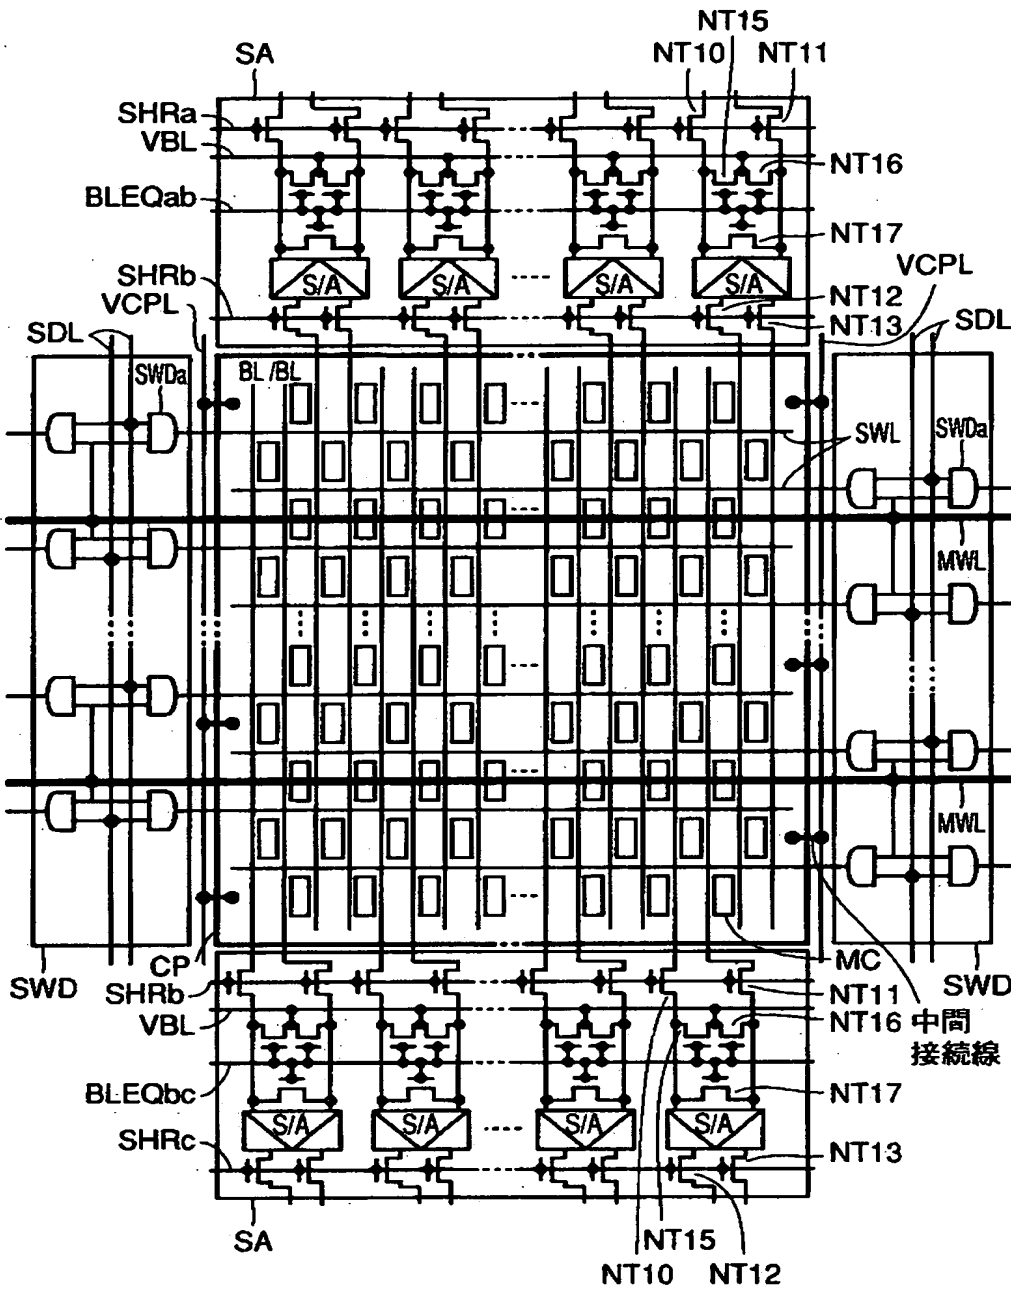 NT15
SA
NT10
NT11
SHRa
VBL
NT16
BLEQab
NT17
SHRb
S/A
S/A
S/A
S/A
VCPL
VCPL
NT12
NT13
SDL
SDL
SWDa
BL /BL
SWL
SWDa
MWL
MWL
CP
MC
SWD
SWD
SHRb
NT11
VBL
NT16
中間
接続線
BLEQbc
NT17
S/A
S/A
S/A
S/A
SHRc
NT13
SA
NT15
NT10
NT12